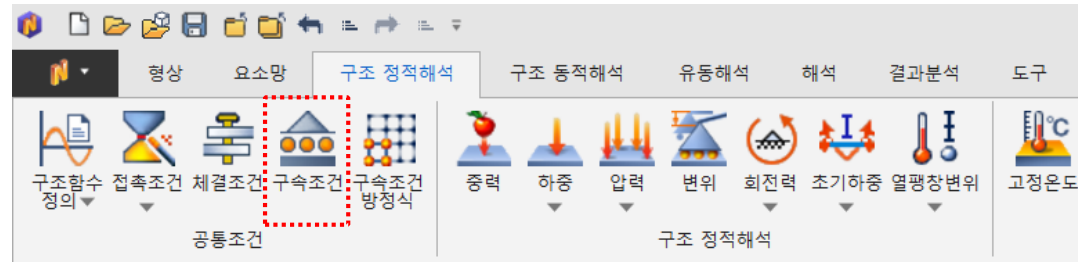 형상 요소망 구조 정적해석 구조 동적해석 유동해석 해석 결과분석 도구
구조함수 정의 접촉조건 체결조건 구속조건 구속조건 방정식 중력 하중 압력 변위 회전력 초기하중 열팽창변위 고정온도
공통조건 구조 정적해석